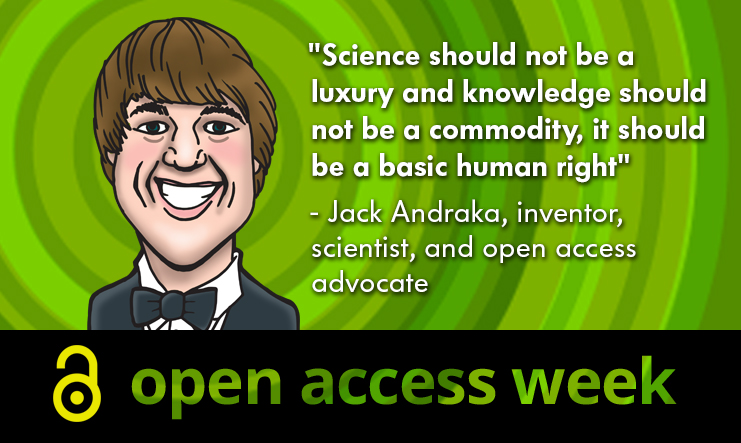 "Science should not be a
luxury and knowledge should
not be a commodity, it should
be a basic human right"
- Jack Andraka, inventor,
scientist, and open access
advocate
open access week